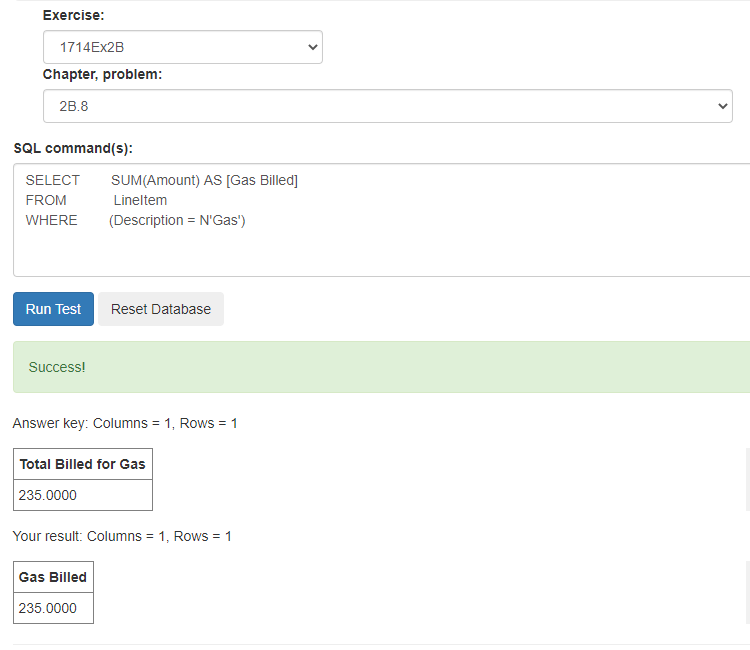 Exercise:
1714Ex2B
Chapter, problem:
2B.8
SQL command(s):
SELECT SUM(Amount) AS [Gas Billed]
FROM LineItem
WHERE (Description = N'Gas')
Run Test Reset Database
Success!
Answer key: Columns = 1, Rows = 1
Total Billed for Gas
235.0000
Your result: Columns = 1, Rows = 1
Gas Billed
235.0000